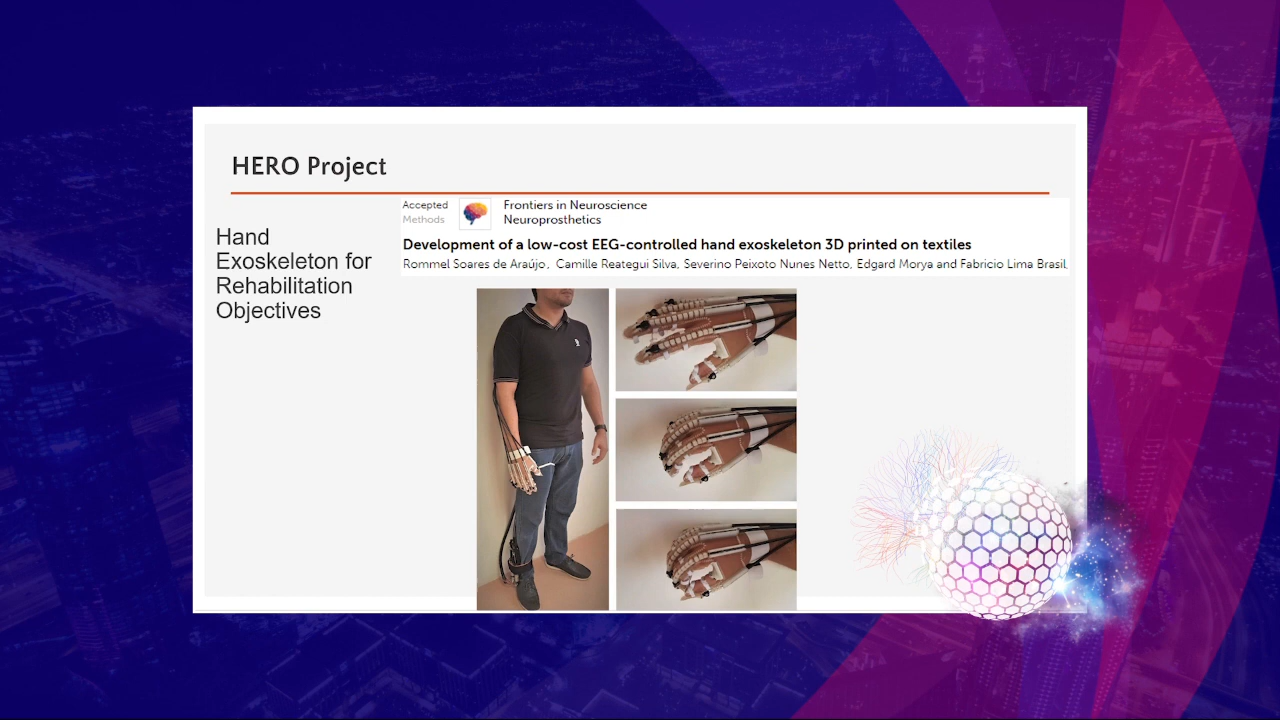 HERO Project
Hand
Exoskeleton for
Rehabilitation
Objectives
Accepted
Methods
Frontiers in Neuroscience
Neuroprosthetics
Development of a low-cost EEG-controlled hand exoskeleton 3D printed on textiles
Rommel Soares de Araújo, Camille Reategui Silva, Severino Peixoto Nunes Netto, Edgard Morya and Fabricio Lima Brasil,